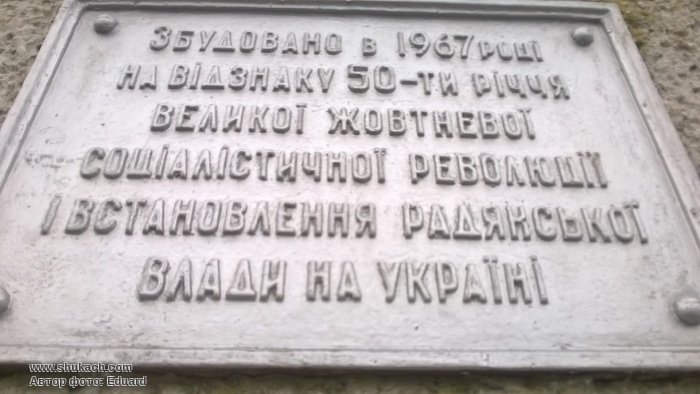 Збудовано в 1967 році
на відзнаку 50-ти річчя
Великої Жовтневої
соціалістичної революції
і встановлення Радянської
влади на Україні
www.shukach.com
Автор фото: Eduard